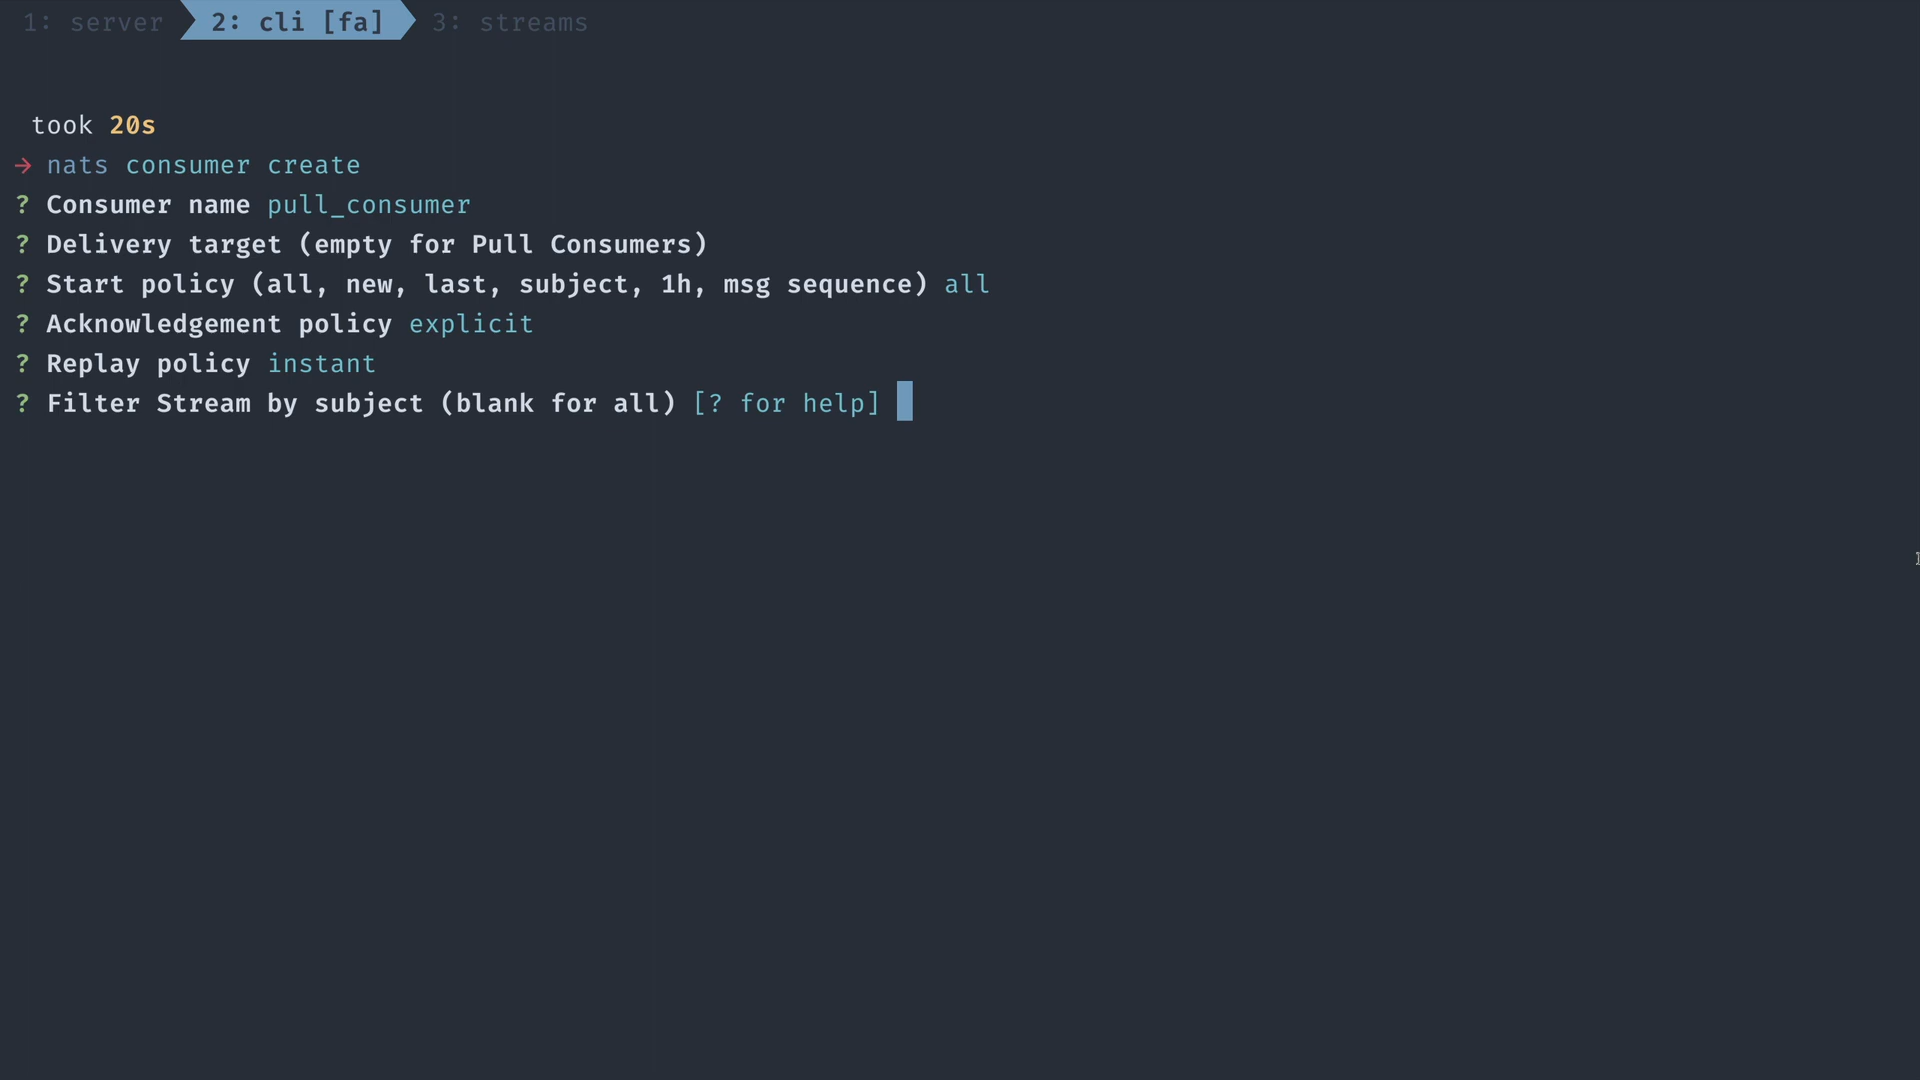 1: server 2: cli [fa] 3: streams
took 20s
→ nats consumer create
? Consumer name pull_consumer
? Delivery target (empty for Pull Consumers)
? Start policy (all, new, last, subject, 1h, msg sequence) all
? Acknowledgement policy explicit
? Replay policy instant
? Filter Stream by subject (blank for all) [? for help]